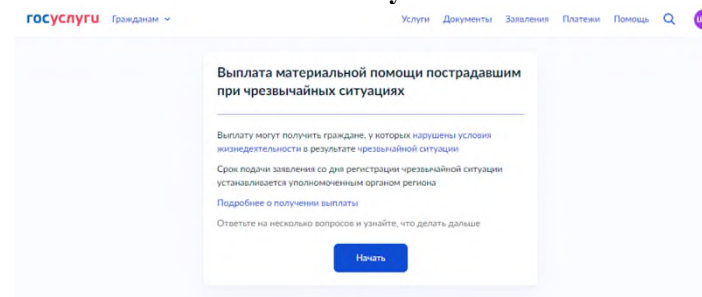 госуслуги Гражданам Услуги Документы Заявления Платежи Помощь
Выплата материальной помощи пострадавшим
при чрезвычайных ситуациях
Выплату могут получить граждане, у которых нарушены условия
жизнедеятельности в результате чрезвычайной ситуации
Срок подачи заявления со дня регистрации чрезвычайной ситуации
устанавливается уполномоченным органом региона
Подробнее о получении выплаты
Ответьте на несколько вопросов и узнайте, что делать дальше
Начать